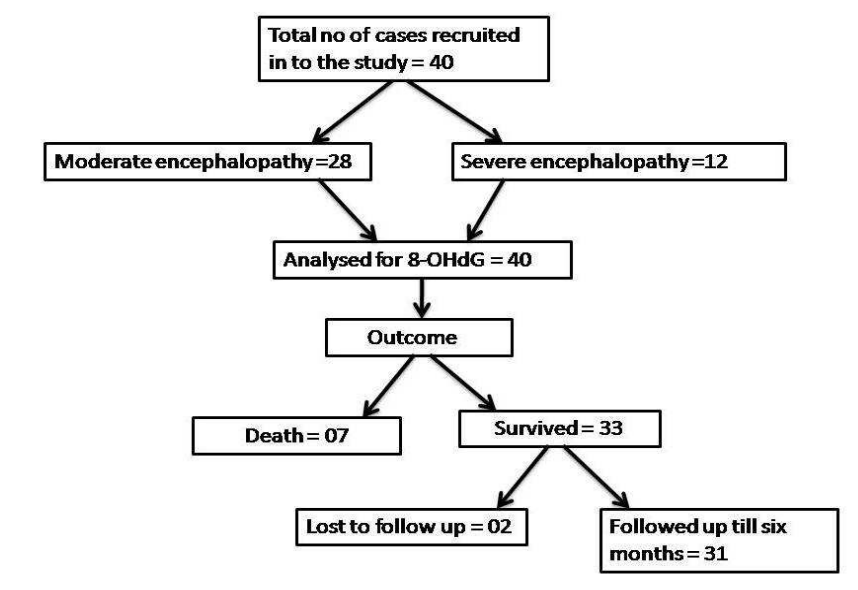 Total no of cases recruited
in to the study = 40
Moderate encephalopathy =28
Severe encephalopathy =12
Analysed for 8-OHdG = 40
Outcome
Death = 07
Survived = 33
Lost to follow up = 02
Followed up till six
months = 31